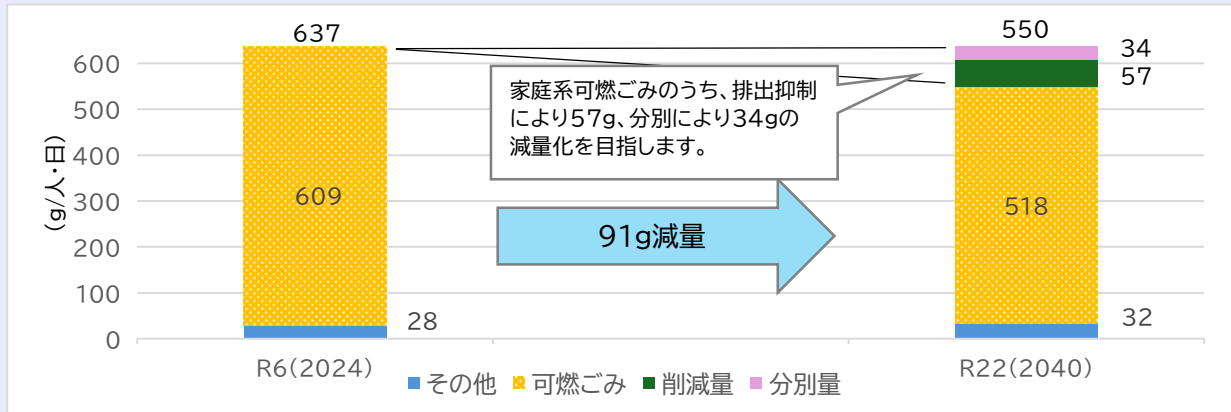 637
550
34
57
600
500
400
300
200
100
0
(g/人・日)
家庭系可燃ごみのうち、排出抑制
により57g、分別により34gの
減量化を目指します。
609
518
91g減量
28
32
R6(2024)
R22(2040)
その他 可燃ごみ 削減量 分別量